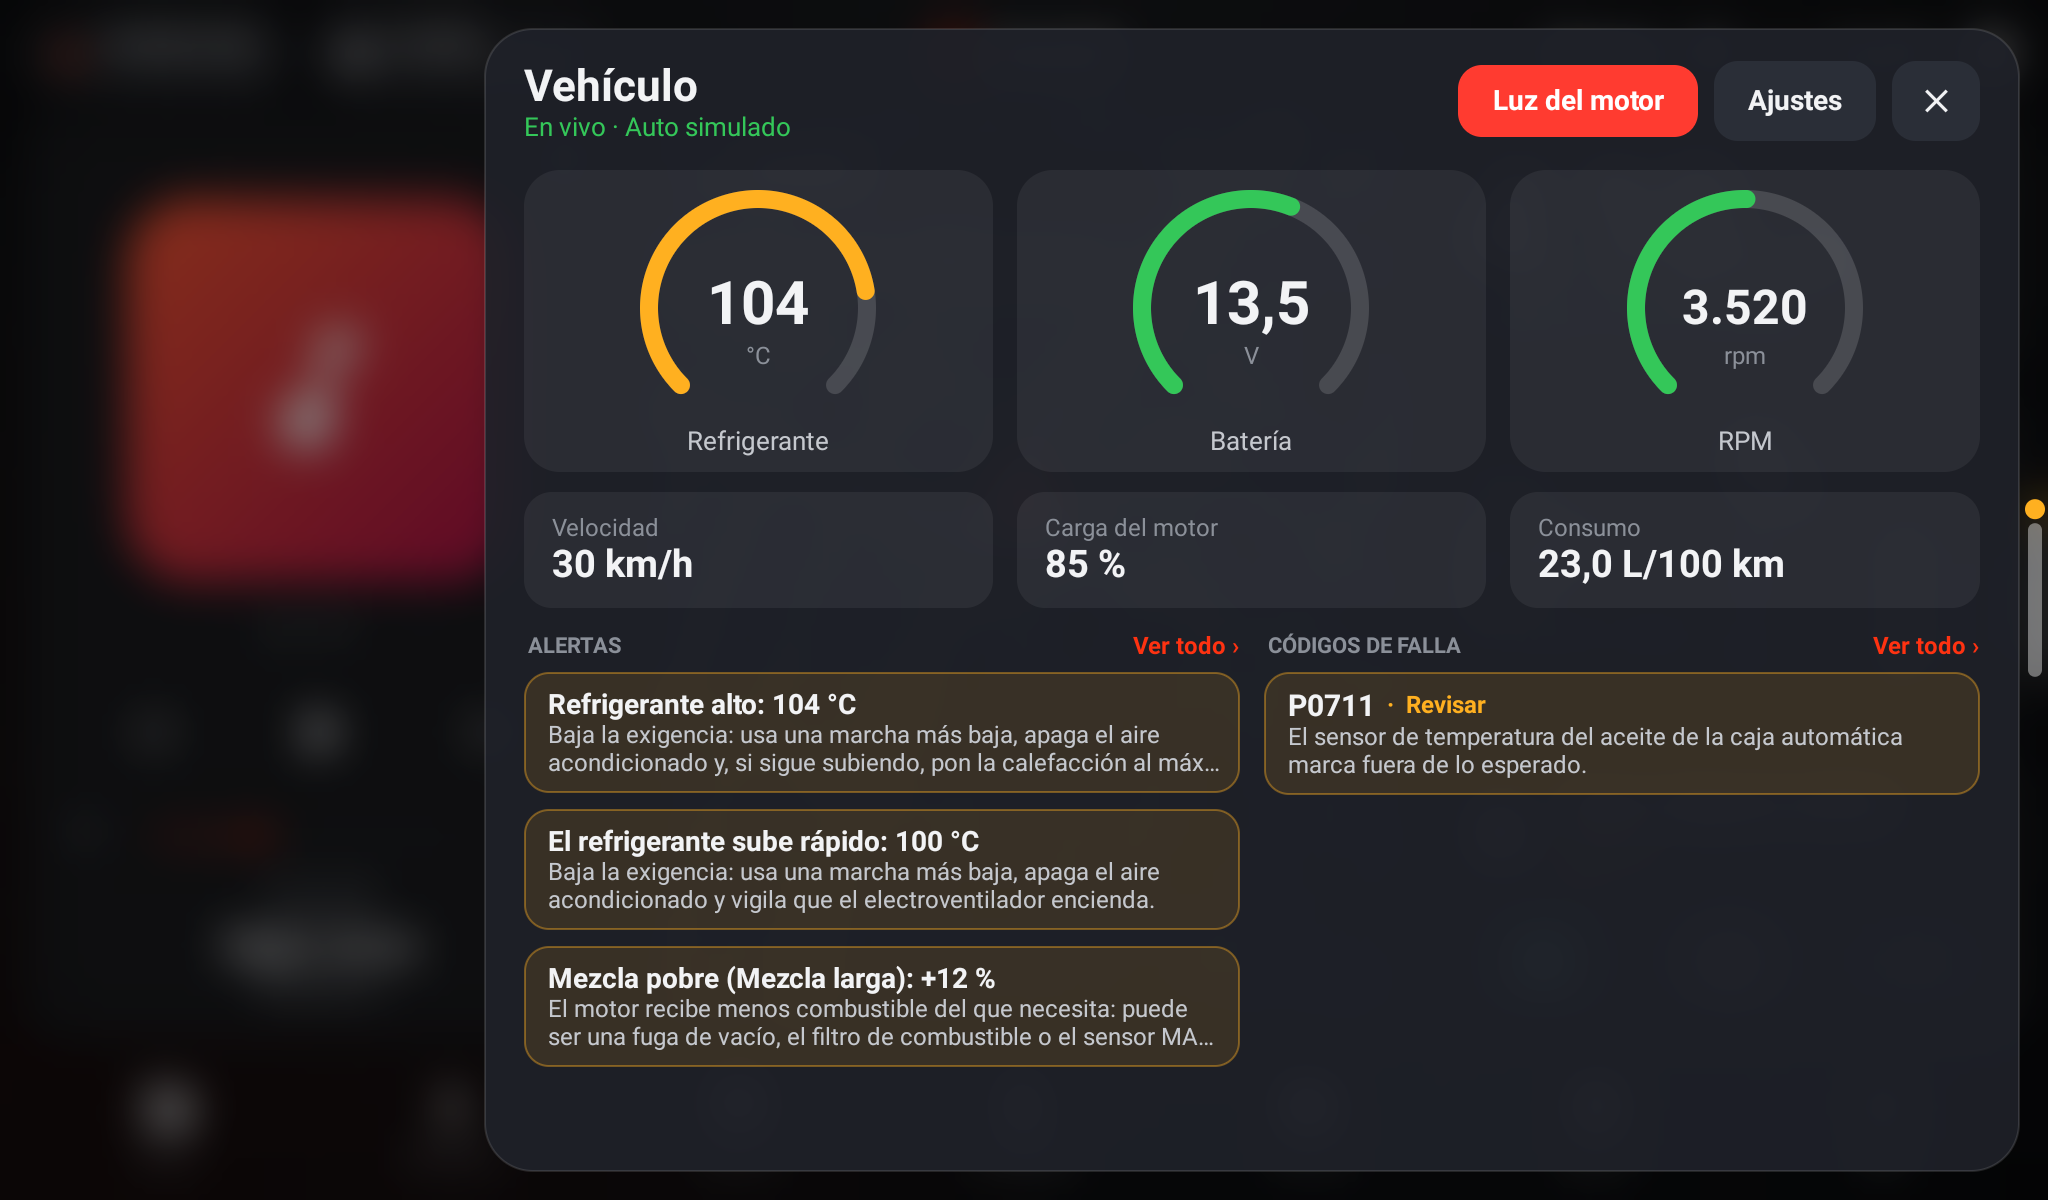 Vehículo
En vivo · Auto simulado
Luz del motor
Ajustes
104
°C
Refrigerante
13,5
V
Batería
3.520
rpm
RPM
Velocidad
30 km/h
Carga del motor
85 %
Consumo
23,0 L/100 km
ALERTAS
Ver todo ›
Refrigerante alto: 104 °C
Baja la exigencia: usa una marcha más baja, apaga el aire
acondicionado y, si sigue subiendo, pon la calefacción al máx...
El refrigerante sube rápido: 100 °C
Baja la exigencia: usa una marcha más baja, apaga el aire
acondicionado y vigila que el electroventilador encienda.
Mezcla pobre (Mezcla larga): +12 %
El motor recibe menos combustible del que necesita: puede
ser una fuga de vacío, el filtro de combustible o el sensor MA...
CÓDIGOS DE FALLA
Ver todo ›
P0711 · Revisar
El sensor de temperatura del aceite de la caja automática
marca fuera de lo esperado.